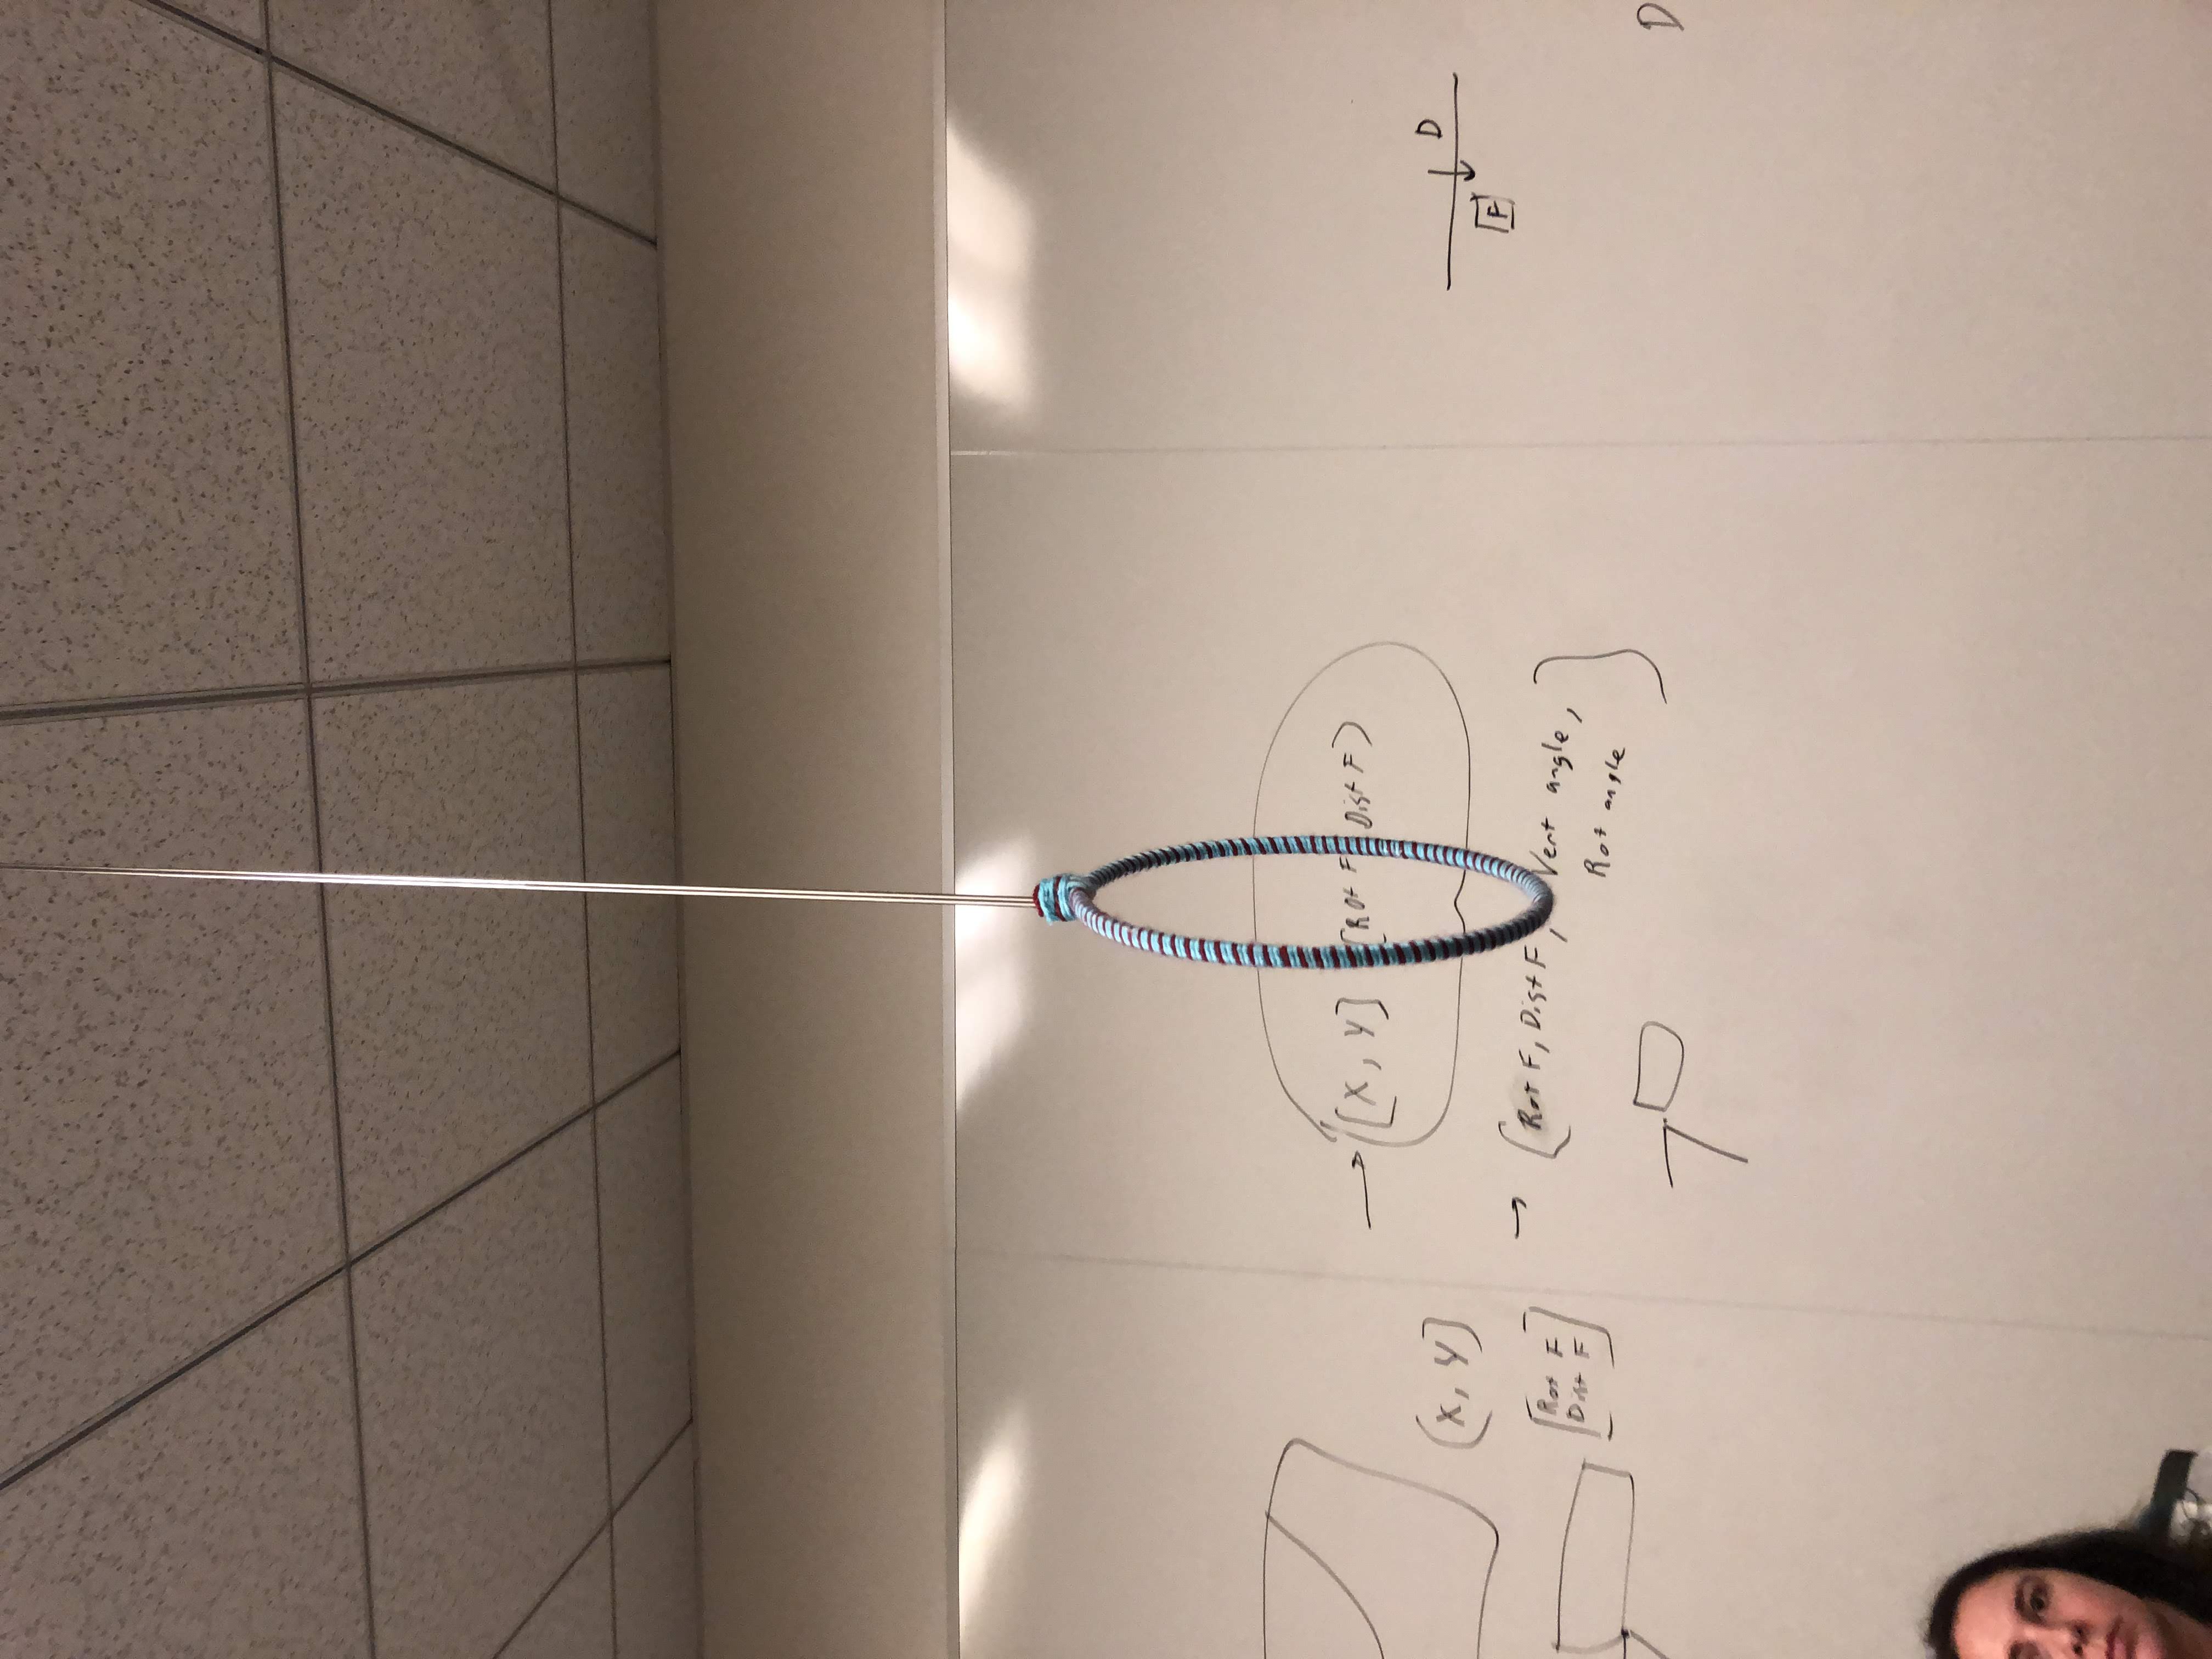 (X, Y]
[Rot F
Dist F]
→ [X, Y] [Rot F, Dist F)
→ [Rot F, Dist F, Vert angle,
Rot angle]
D
F
D